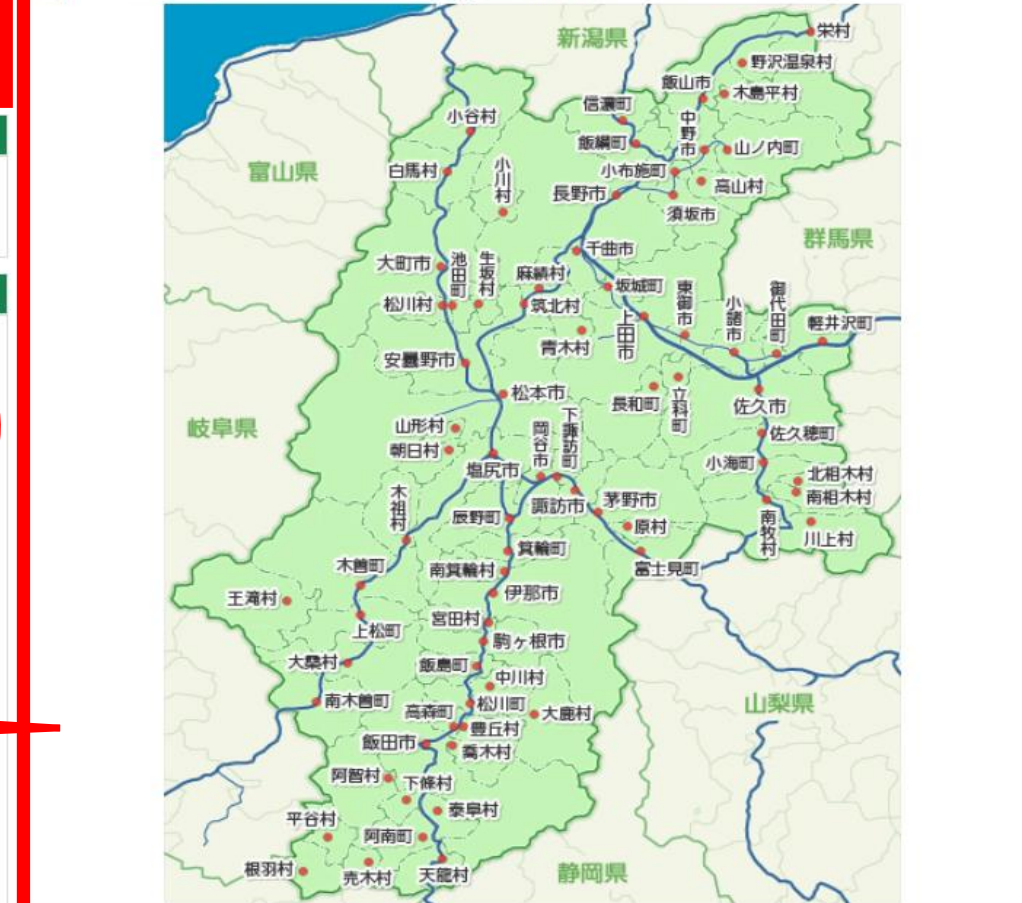 新潟県
栄村
野沢温泉村
飯山市
木島平村
信濃町
小谷村
中野市
飯綱町
山ノ内町
富山県
白馬村
小川村
小布施町
高山村
長野市
須坂市
群馬県
千曲市
大町市
池田町
生坂村
麻績村
坂城町
東御市
御代田町
松川村
筑北村
小諸市
上田市
軽井沢町
青木村
安曇野市
松本市
長和町
立科町
佐久市
岐阜県
山形村
下諏訪町
岡谷市
佐久穂町
朝日村
塩尻市
小海町
北相木村
木祖村
諏訪市
茅野市
南相木村
辰野町
原村
南牧村
川上村
箕輪町
木曽町
南箕輪村
富士見町
王滝村
伊那市
宮田村
上松町
駒ヶ根市
大桑村
飯島町
中川村
南木曽町
松川町
高森町
大鹿村
山梨県
豊丘村
飯田市
喬木村
阿智村
下條村
泰阜村
平谷村
阿南町
根羽村
売木村
天龍村
静岡県